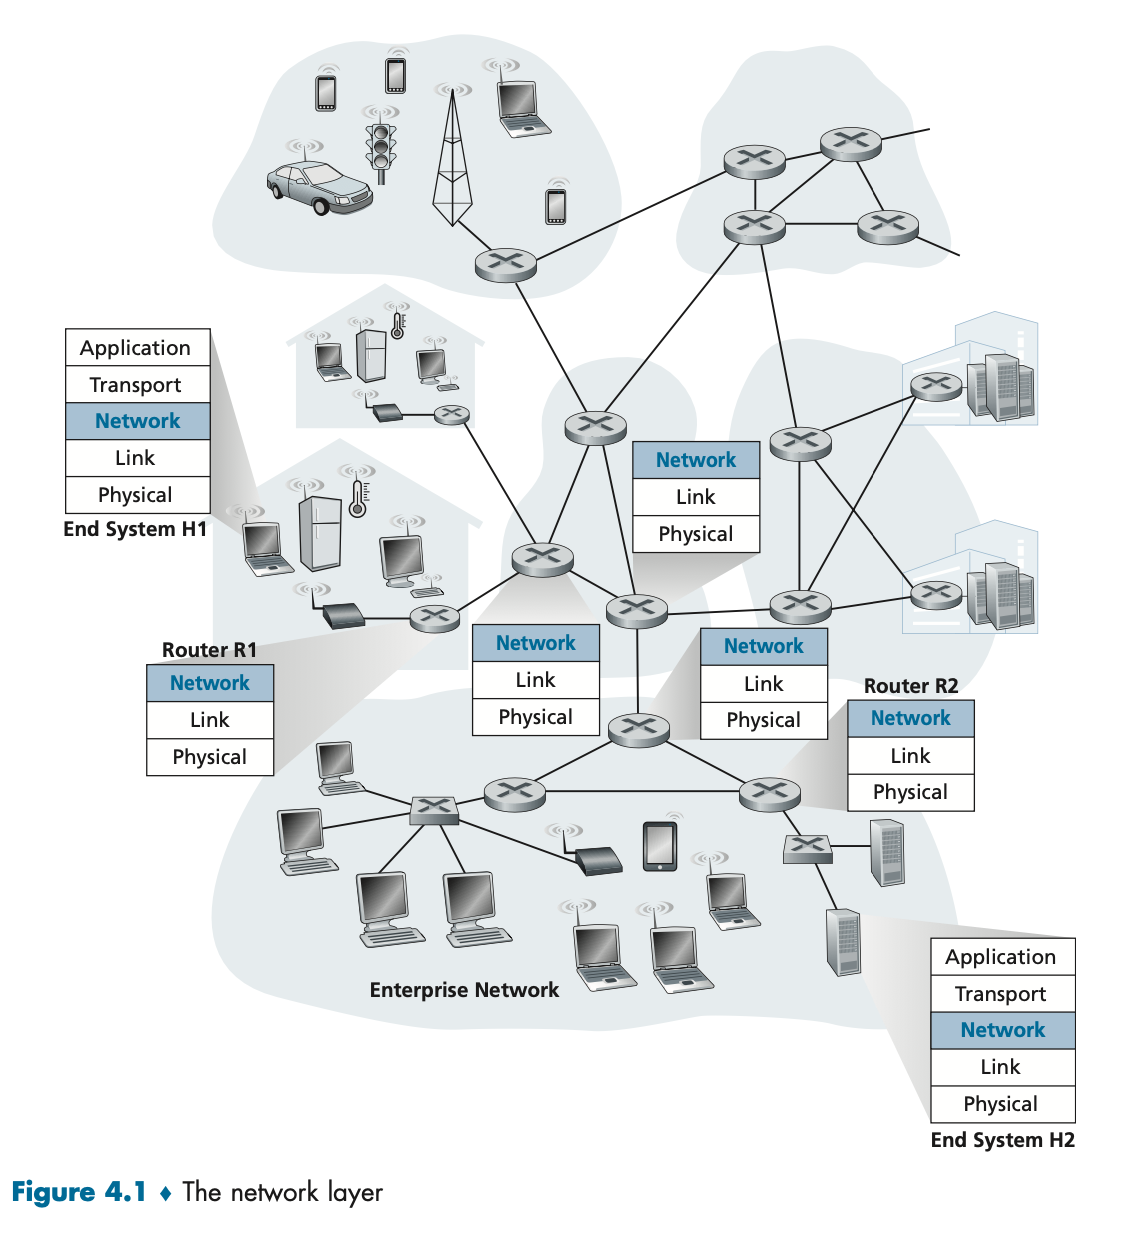 Application
Transport
Network
Link
Physical
End System H1
Network
Link
Physical
Router R1
Network
Link
Physical
Network
Link
Physical
Network
Link
Physical
Router R2
Network
Link
Physical
Enterprise Network
Application
Transport
Network
Link
Physical
End System H2
Figure 4.1 ♦ The network layer